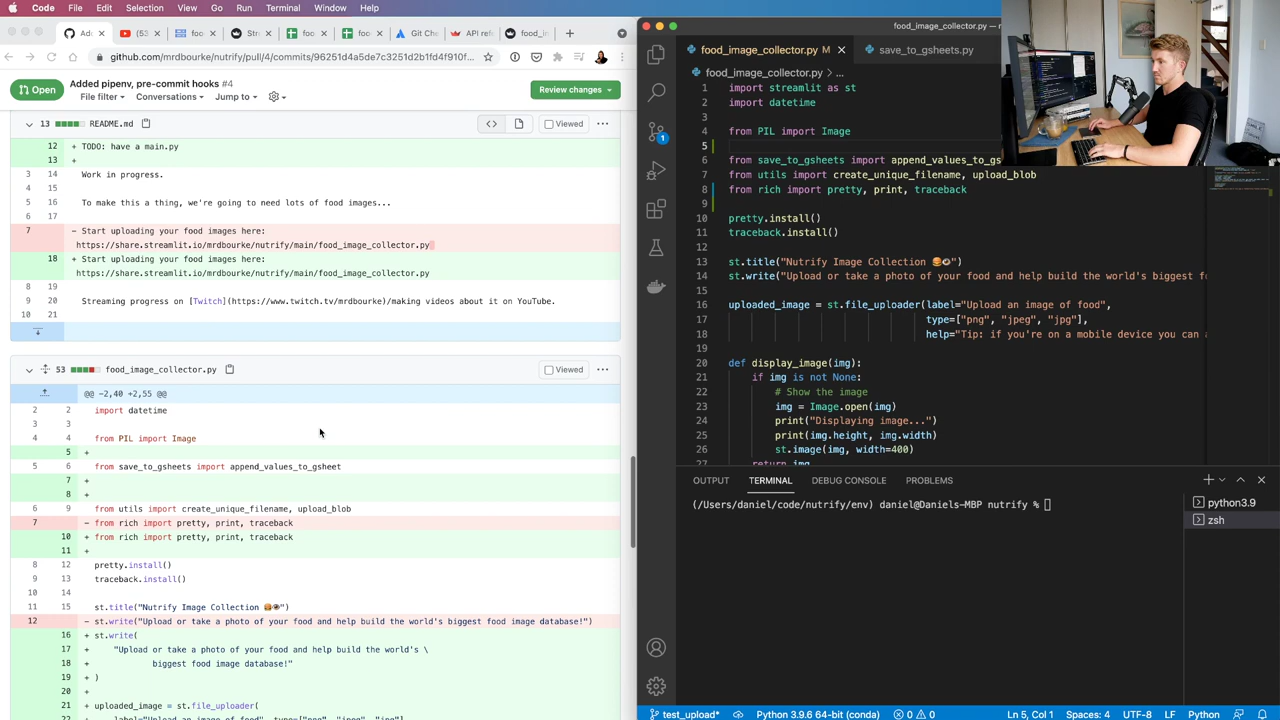 Code File Edit Selection View Go Run Terminal Window Help
Ad
(53
foo
St
foo
foo
Git Ch
API ref
food_in
github.com/mrdbourke/nutrify/pull/4/commits/96251d4a5de7c3251d2b1fd4f910f...
Open
Added pipenv, pre-commit hooks #4
File filter Conversations Jump to
Review changes
13 README.md Viewed
12 + TODO: have a main.py
13 +
4 14 Work in progress.
4 15
5 16 To make this a thing, we're going to need lots of food images...
6 17
7 - Start uploading your food images here:
https://share.streamlit.io/mrdbourke/nutrify/main/food_image_collector.py
18 + Start uploading your food images here:
https://share.streamlit.io/mrdbourke/nutrify/main/food_image_collector.py
8 19
9 20 Streaming progress on [Twitch](https://www.twitch.tv/mrdbourke)/making videos about it on YouTube.
10 21
53 food_image_collector.py Viewed
@@ -2,40 +2,55 @@
2 2 import datetime
3 3
4 4 from PIL import Image
5 +
5 6 from save_to_gsheets import append_values_to_gsheet
7 +
8 +
6 9 from utils import create_unique_filename, upload_blob
7 - from rich import pretty, print, traceback
10 + from rich import pretty, print, traceback
11 +
8 12 pretty.install()
9 13 traceback.install()
10 14
11 15 st.title("Nutrify Image Collection 🍔👁")
12 - st.write("Upload or take a photo of your food and help build the world's biggest food image database!")
16 + st.write(
17 + "Upload or take a photo of your food and help build the world's \
18 + biggest food image database!"
19 + )
20 +
21 + uploaded_image = st.file_uploader(
22 label="Upload an image of food", type=["png", "jpeg", "jpg"],
food_image_collector.py —
food_image_collector.py M save_to_gsheets.py
food_image_collector.py > ...
1 import streamlit as st
2 import datetime
3
4 from PIL import Image
5
6 from save_to_gsheets import append_values_to_gs
7 from utils import create_unique_filename, upload_blob
8 from rich import pretty, print, traceback
9
10 pretty.install()
11 traceback.install()
12
13 st.title("Nutrify Image Collection 🍔👁")
14 st.write("Upload or take a photo of your food and help build the world's biggest f
15
16 uploaded_image = st.file_uploader(label="Upload an image of food",
17 type=["png", "jpeg", "jpg"],
18 help="Tip: if you're on a mobile device you can a
19
20 def display_image(img):
21 if img is not None:
22 # Show the image
23 img = Image.open(img)
24 print("Displaying image...")
25 print(img.height, img.width)
26 st.image(img, width=400)
27 return img
1
OUTPUT TERMINAL DEBUG CONSOLE PROBLEMS
(/Users/daniel/code/nutrify/env) daniel@Daniels-MBP nutrify %
python3.9
zsh
test_upload* Python 3.9.6 64-bit (conda) 0 0 Ln 5, Col 1 Spaces: 4 UTF-8 LF Python